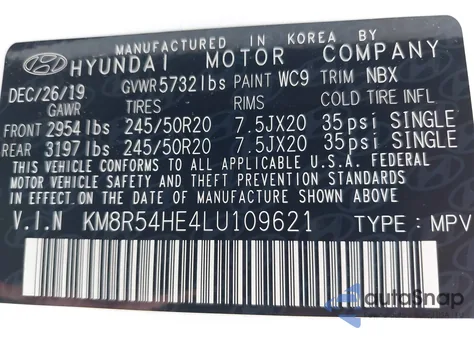 MANUFACTURED IN KOREA BY
HYUNDAI MOTOR COMPANY
DEC/26/19 GVWR 5732 lbs PAINT WC9 TRIM NBX
GAWR TIRES RIMS COLD TIRE INFL
FRONT 2954 lbs 245/50R20 7.5JX20 35psi SINGLE
REAR 3197 lbs 245/50R20 7.5JX20 35psi SINGLE
THIS VEHICLE CONFORMS TO ALL APPLICABLE U.S.A. FEDERAL
MOTOR VEHICLE SAFETY AND THEFT PREVENTION STANDARDS IN
EFFECT ON THE DATE OF MANUFACTURE SHOWN ABOVE.
V.I.N KM8R54HE4LU109621 TYPE: MPV
autoSnap